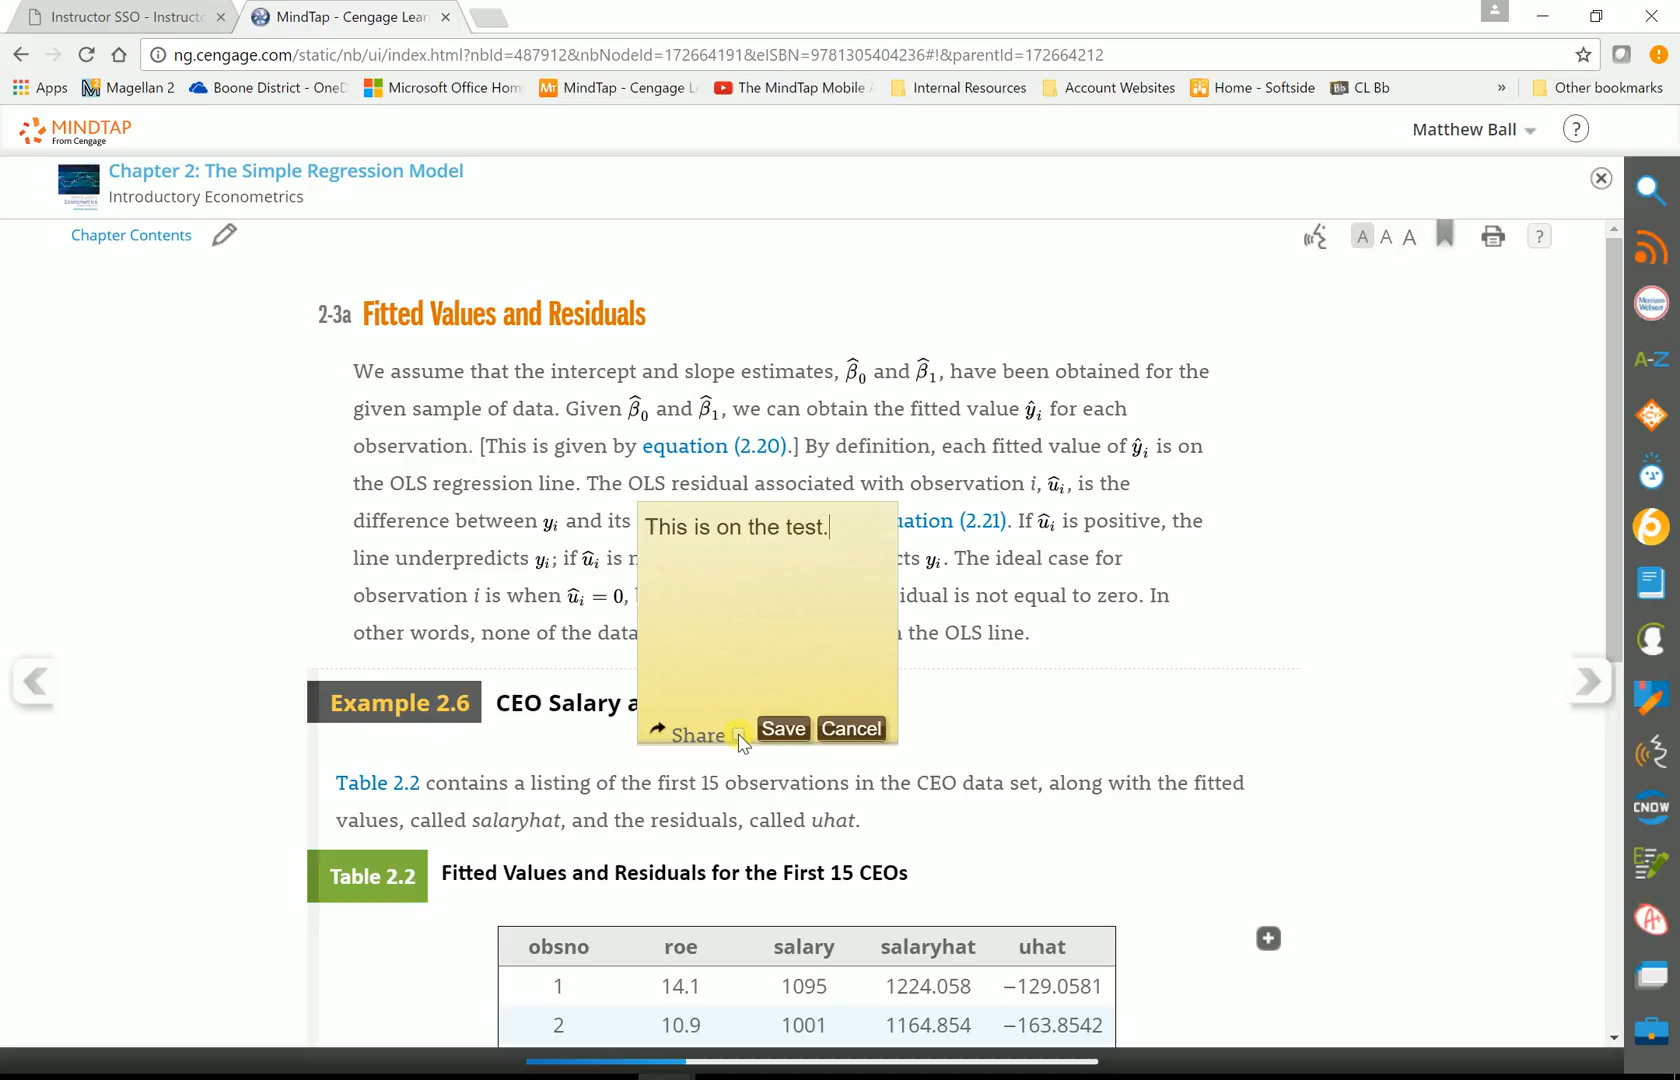 Instructor SSO - Instructo
MindTap - Cengage Lear
ng.cengage.com/static/nb/ui/index.html?nbId=487912&nbNodeId=172664191&eISBN=9781305404236#!&parentId=172664212
Apps Magellan 2 Boone District - OneD Microsoft Office Hom MindTap - Cengage L The MindTap Mobile A Internal Resources Account Websites Home - Softside CL Bb » Other bookmarks
MINDTAP
From Cengage
Matthew Ball ?
Chapter 2: The Simple Regression Model
Introductory Econometrics
Chapter Contents
A A A ?
2-3a Fitted Values and Residuals
We assume that the intercept and slope estimates, β̂₀ and β̂₁, have been obtained for the
given sample of data. Given β̂₀ and β̂₁, we can obtain the fitted value ŷᵢ for each
observation. [This is given by equation (2.20).] By definition, each fitted value of ŷᵢ is on
the OLS regression line. The OLS residual associated with observation i, ûᵢ, is the
difference between yᵢ and its uation (2.21). If ûᵢ is positive, the
line underpredicts yᵢ; if ûᵢ is n cts yᵢ. The ideal case for
observation i is when ûᵢ = 0, idual is not equal to zero. In
other words, none of the data the OLS line.
This is on the test.
Share Save Cancel
Example 2.6 CEO Salary a
Table 2.2 contains a listing of the first 15 observations in the CEO data set, along with the fitted
values, called salaryhat, and the residuals, called uhat.
Table 2.2 Fitted Values and Residuals for the First 15 CEOs
obsno roe salary salaryhat uhat
1 14.1 1095 1224.058 −129.0581
2 10.9 1001 1164.854 −163.8542
Merriam Webster
A-Z
CNOW
A+